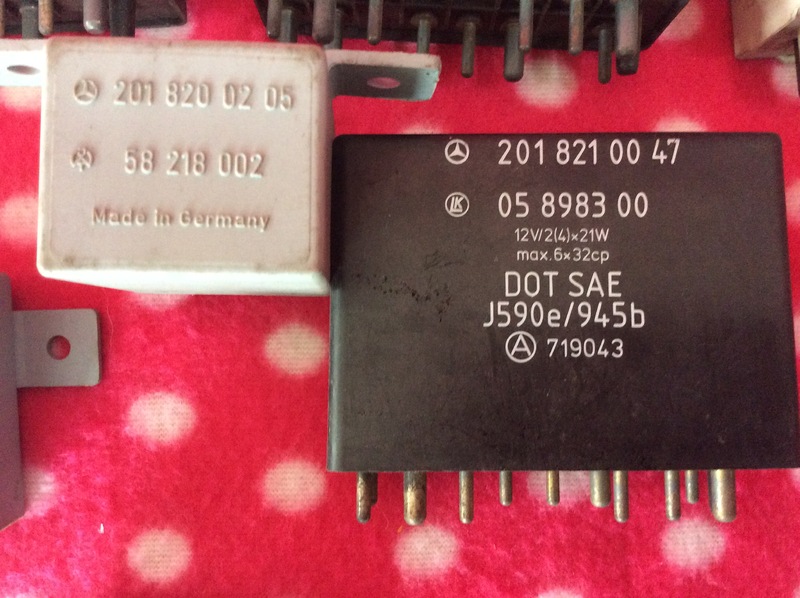 201 820 02 05
58 218 002
Made in Germany
201 821 00 47
LK 05 8983 00
12V/2(4)×21W
max.6×32cp
DOT SAE
J590e/945b
A 719043